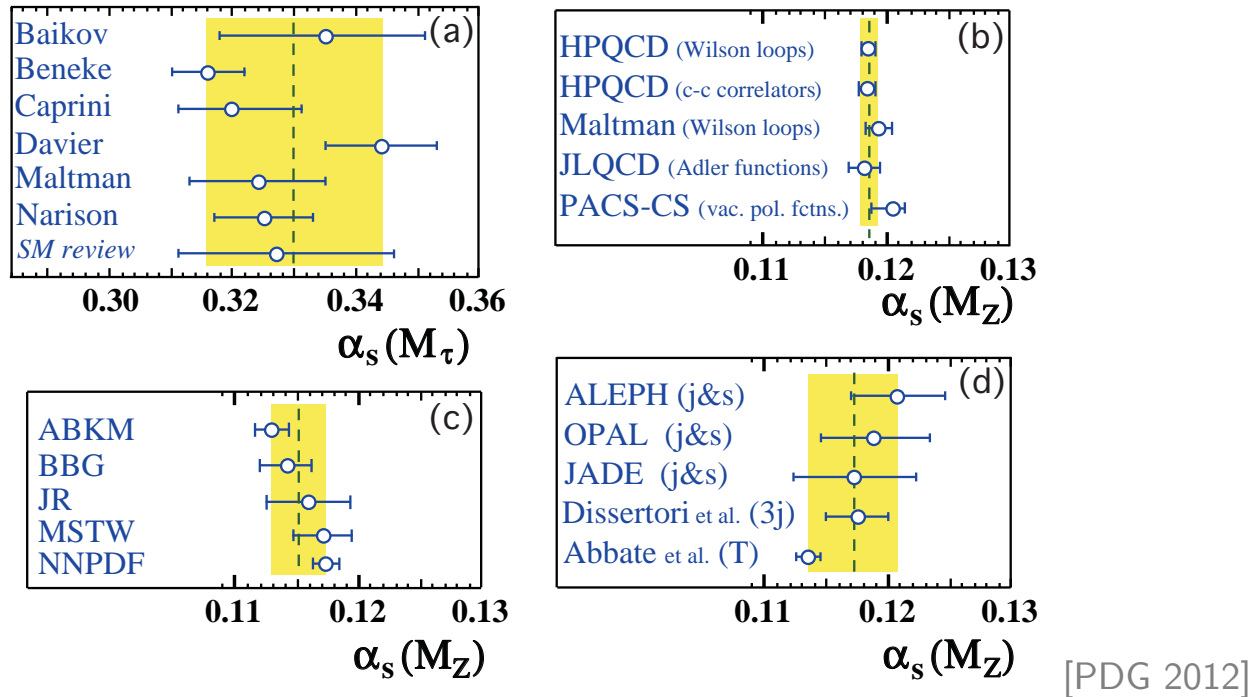 (a)
Baikov
Beneke
Caprini
Davier
Maltman
Narison
SM review
0.30 0.32 0.34 0.36
αs(Mτ)
(b)
HPQCD (Wilson loops)
HPQCD (c-c correlators)
Maltman (Wilson loops)
JLQCD (Adler functions)
PACS-CS (vac. pol. fctns.)
0.11 0.12 0.13
αs(MZ)
(c)
ABKM
BBG
JR
MSTW
NNPDF
0.11 0.12 0.13
αs(MZ)
(d)
ALEPH (j&s)
OPAL (j&s)
JADE (j&s)
Dissertori et al. (3j)
Abbate et al. (T)
0.11 0.12 0.13
αs(MZ)
[PDG 2012]